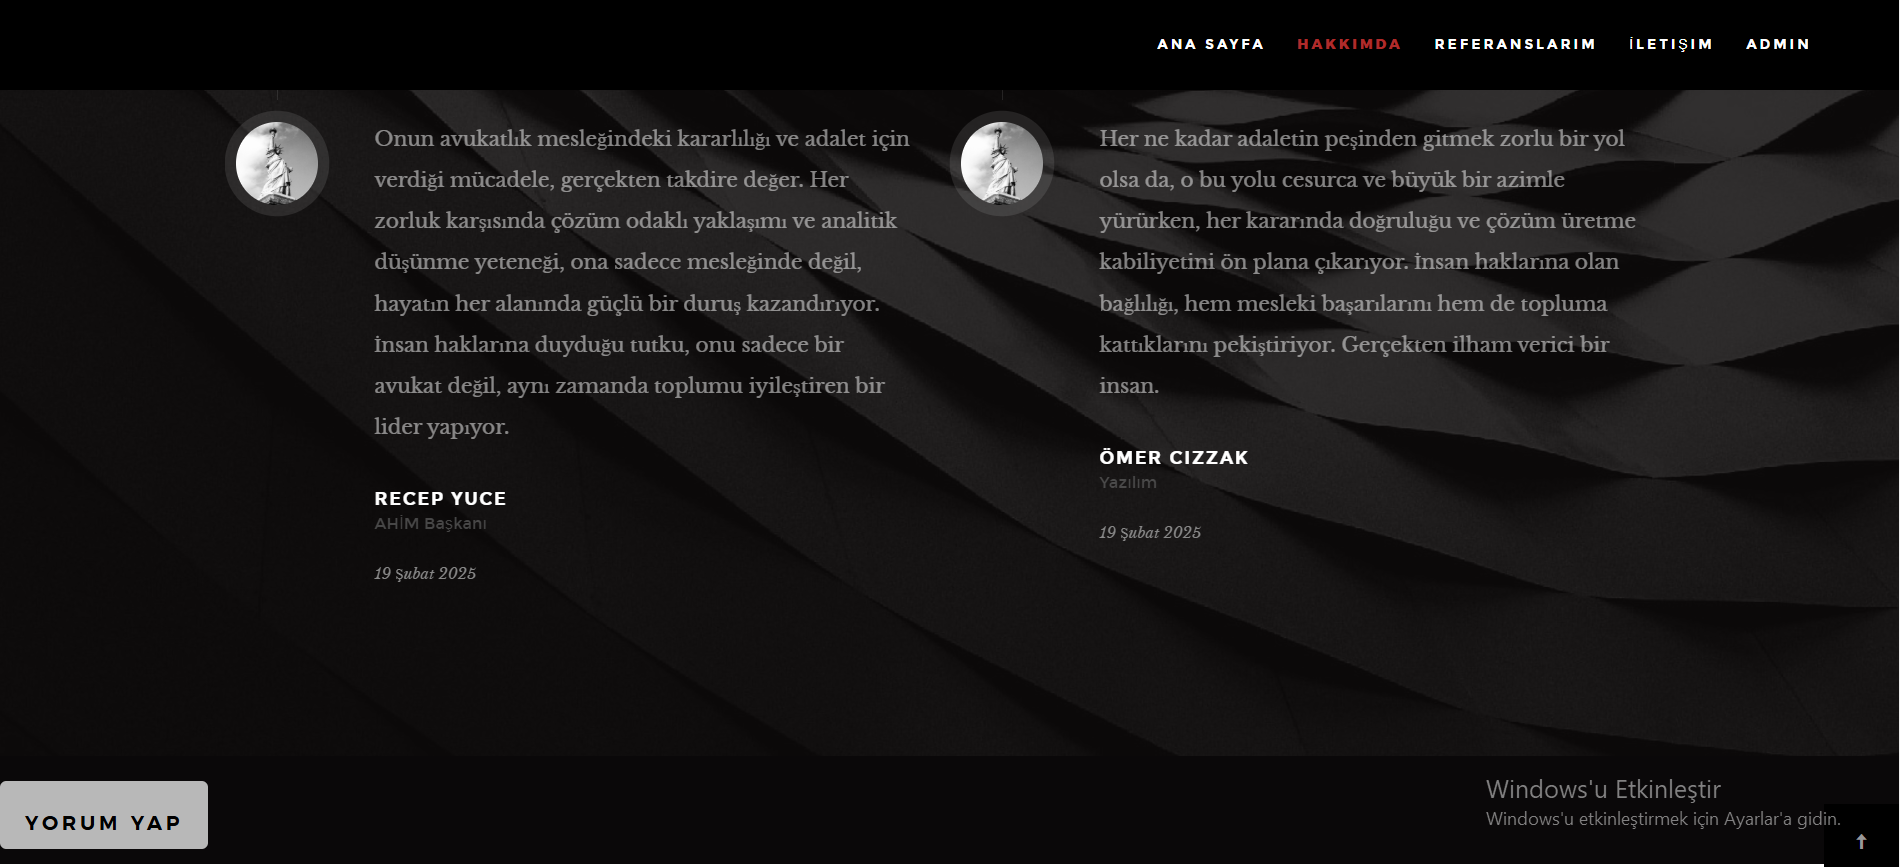 ANA SAYFA HAKKIMDA REFERANSLARIM İLETIŞIM ADMIN
Onun avukatlık mesleğindeki kararlılığı ve adalet için
verdiği mücadele, gerçekten takdire değer. Her
zorluk karşısında çözüm odaklı yaklaşımı ve analitik
düşünme yeteneği, ona sadece mesleğinde değil,
hayatın her alanında güçlü bir duruş kazandırıyor.
İnsan haklarına duyduğu tutku, onu sadece bir
avukat değil, aynı zamanda toplumu iyileştiren bir
lider yapıyor.
RECEP YUCE
AHİM Başkanı
19 Şubat 2025
Her ne kadar adaletin peşinden gitmek zorlu bir yol
olsa da, o bu yolu cesurca ve büyük bir azimle
yürürken, her kararında doğruluğu ve çözüm üretme
kabiliyetini ön plana çıkarıyor. İnsan haklarına olan
bağlılığı, hem mesleki başarılarını hem de topluma
kattıklarını pekiştiriyor. Gerçekten ilham verici bir
insan.
ÖMER CIZZAK
Yazılım
19 Şubat 2025
YORUM YAP
Windows'u Etkinleştir
Windows'u etkinleştirmek için Ayarlar'a gidin.